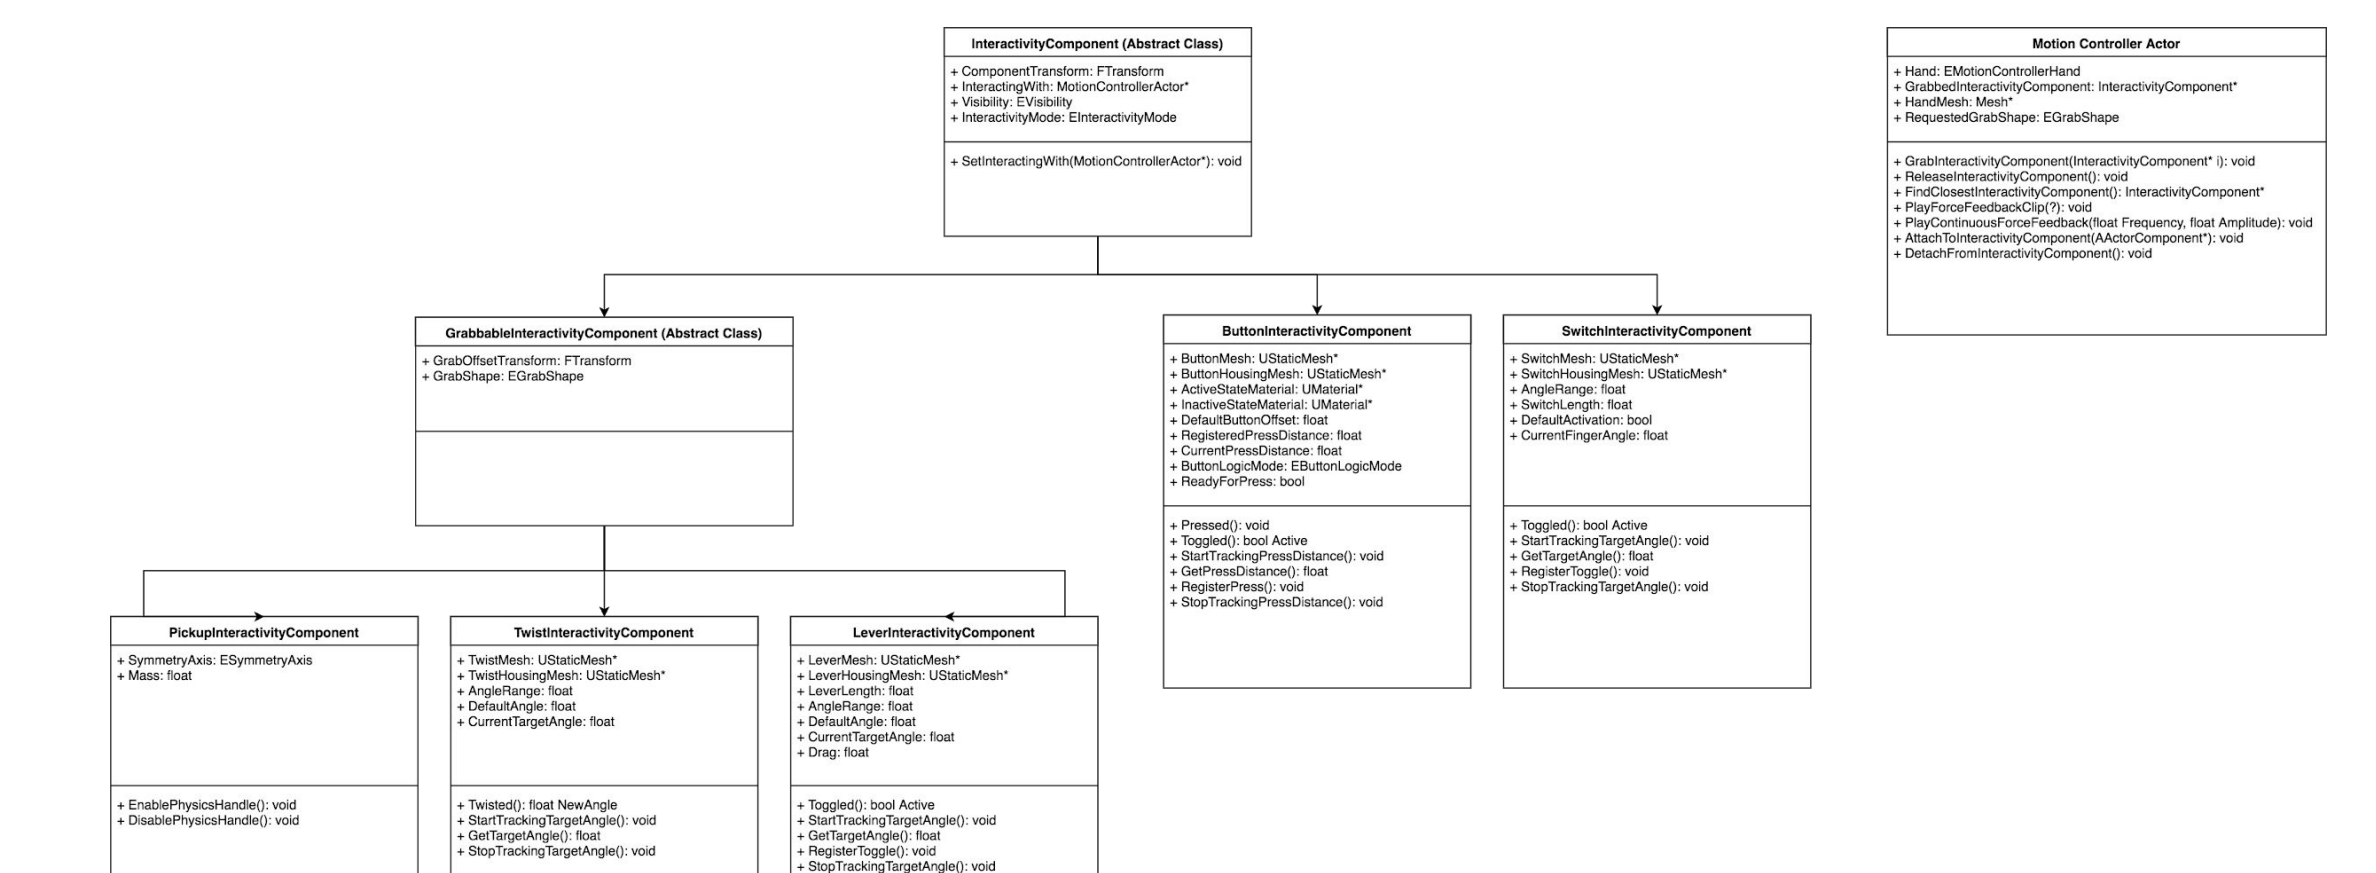 InteractivityComponent (Abstract Class)
+ ComponentTransform: FTransform
+ InteractingWith: MotionControllerActor*
+ Visibility: EVisibility
+ InteractivityMode: EInteractivityMode
+ SetInteractingWith(MotionControllerActor*): void
Motion Controller Actor
+ Hand: EMotionControllerHand
+ GrabbedInteractivityComponent: InteractivityComponent*
+ HandMesh: Mesh*
+ RequestedGrabShape: EGrabShape
+ GrabInteractivityComponent(InteractivityComponent* i): void
+ ReleaseInteractivityComponent(): void
+ FindClosestInteractivityComponent(): InteractivityComponent*
+ PlayForceFeedbackClip(?): void
+ PlayContinuousForceFeedback(float Frequency, float Amplitude): void
+ AttachToInteractivityComponent(AActorComponent*): void
+ DetachFromInteractivityComponent(): void
GrabbableInteractivityComponent (Abstract Class)
+ GrabOffsetTransform: FTransform
+ GrabShape: EGrabShape
ButtonInteractivityComponent
+ ButtonMesh: UStaticMesh*
+ ButtonHousingMesh: UStaticMesh*
+ ActiveStateMaterial: UMaterial*
+ InactiveStateMaterial: UMaterial*
+ DefaultButtonOffset: float
+ RegisteredPressDistance: float
+ CurrentPressDistance: float
+ ButtonLogicMode: EButtonLogicMode
+ ReadyForPress: bool
+ Pressed(): void
+ Toggled(): bool Active
+ StartTrackingPressDistance(): void
+ GetPressDistance(): float
+ RegisterPress(): void
+ StopTrackingPressDistance(): void
SwitchInteractivityComponent
+ SwitchMesh: UStaticMesh*
+ SwitchHousingMesh: UStaticMesh*
+ AngleRange: float
+ SwitchLength: float
+ DefaultActivation: bool
+ CurrentFingerAngle: float
+ Toggled(): bool Active
+ StartTrackingTargetAngle(): void
+ GetTargetAngle(): float
+ RegisterToggle(): void
+ StopTrackingTargetAngle(): void
PickupInteractivityComponent
+ SymmetryAxis: ESymmetryAxis
+ Mass: float
+ EnablePhysicsHandle(): void
+ DisablePhysicsHandle(): void
TwistInteractivityComponent
+ TwistMesh: UStaticMesh*
+ TwistHousingMesh: UStaticMesh*
+ AngleRange: float
+ DefaultAngle: float
+ CurrentTargetAngle: float
+ Twisted(): float NewAngle
+ StartTrackingTargetAngle(): void
+ GetTargetAngle(): float
+ StopTrackingTargetAngle(): void
LeverInteractivityComponent
+ LeverMesh: UStaticMesh*
+ LeverHousingMesh: UStaticMesh*
+ LeverLength: float
+ AngleRange: float
+ DefaultAngle: float
+ CurrentTargetAngle: float
+ Drag: float
+ Toggled(): bool Active
+ StartTrackingTargetAngle(): void
+ GetTargetAngle(): float
+ RegisterToggle(): void
+ StopTrackingTargetAngle(): void